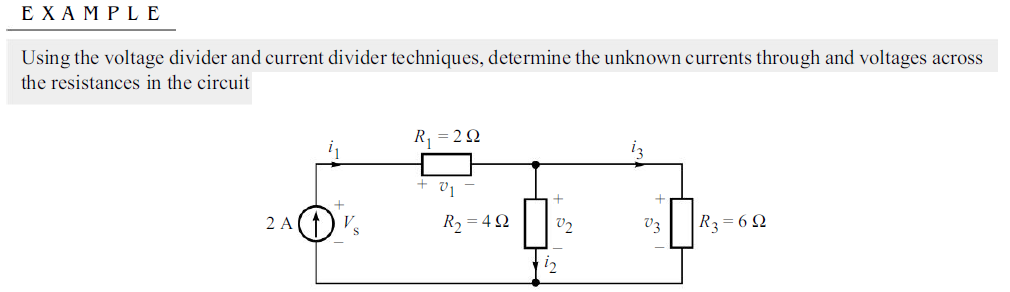 EXAMPLE
Using the voltage divider and current divider techniques, determine the unknown currents through and voltages across
the resistances in the circuit
R₁ = 2 Ω
i₁
i₃
+ v₁ −
+
+
+
2 A
Vₛ
R₂ = 4 Ω
v₂
v₃
R₃ = 6 Ω
−
−
−
i₂